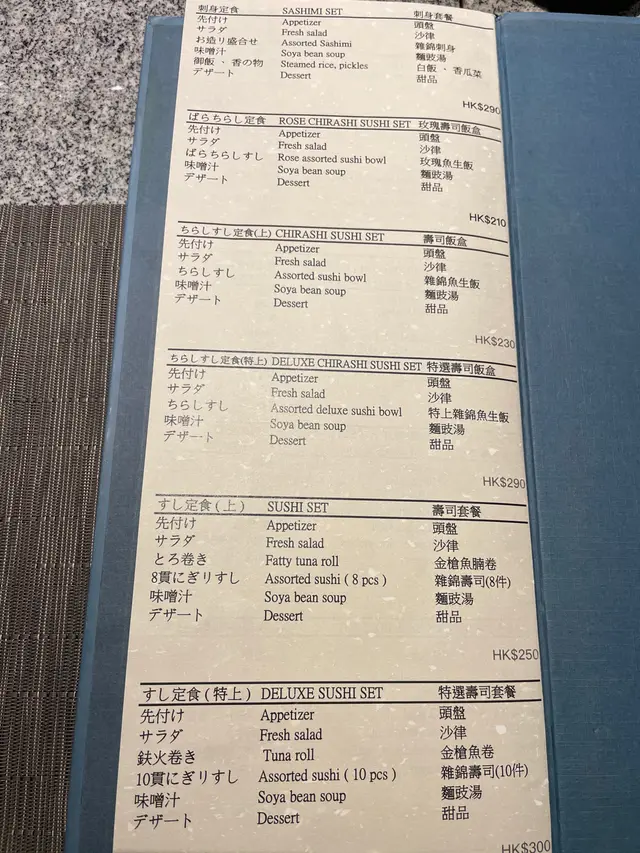 刺身定食 SASHIMI SET 刺身套餐
先付け Appetizer 頭盤
サラダ Fresh salad 沙律
お造り盛合せ Assorted Sashimi 雜錦刺身
味噌汁 Soya bean soup 麵豉湯
御飯 · 香の物 Steamed rice, pickles 白飯 · 香瓜菜
デザート Dessert 甜品
HK$290
ばらちらし定食 ROSE CHIRASHI SUSHI SET 玫瑰壽司飯盒
先付け Appetizer 頭盤
サラダ Fresh salad 沙律
ばらちらしすし Rose assorted sushi bowl 玫瑰魚生飯
味噌汁 Soya bean soup 麵豉湯
デザート Dessert 甜品
HK$210
ちらしすし定食(上) CHIRASHI SUSHI SET 壽司飯盒
先付け Appetizer 頭盤
サラダ Fresh salad 沙律
ちらしすし Assorted sushi bowl 雜錦魚生飯
味噌汁 Soya bean soup 麵豉湯
デザート Dessert 甜品
HK$230
ちらしすし定食(特上) DELUXE CHIRASHI SUSHI SET 特選壽司飯盒
先付け Appetizer 頭盤
サラダ Fresh salad 沙律
ちらしすし Assorted deluxe sushi bowl 特上雜錦魚生飯
味噌汁 Soya bean soup 麵豉湯
デザート Dessert 甜品
HK$290
すし定食(上) SUSHI SET 壽司套餐
先付け Appetizer 頭盤
サラダ Fresh salad 沙律
とろ巻き Fatty tuna roll 金槍魚腩卷
8貫にぎりすし Assorted sushi ( 8 pcs ) 雜錦壽司(8件)
味噌汁 Soya bean soup 麵豉湯
デザート Dessert 甜品
HK$250
すし定食(特上) DELUXE SUSHI SET 特選壽司套餐
先付け Appetizer 頭盤
サラダ Fresh salad 沙律
鉄火巻き Tuna roll 金槍魚卷
10貫にぎりすし Assorted sushi ( 10 pcs ) 雜錦壽司(10件)
味噌汁 Soya bean soup 麵豉湯
デザート Dessert 甜品
HK$300